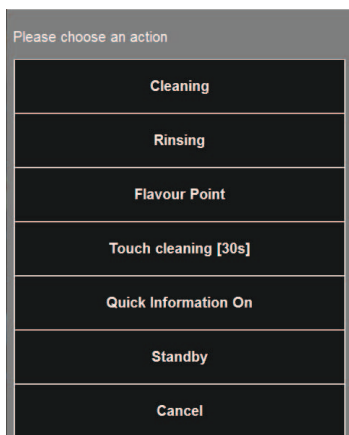 Please choose an action
Cleaning
Rinsing
Flavour Point
Touch cleaning [30s]
Quick Information On
Standby
Cancel